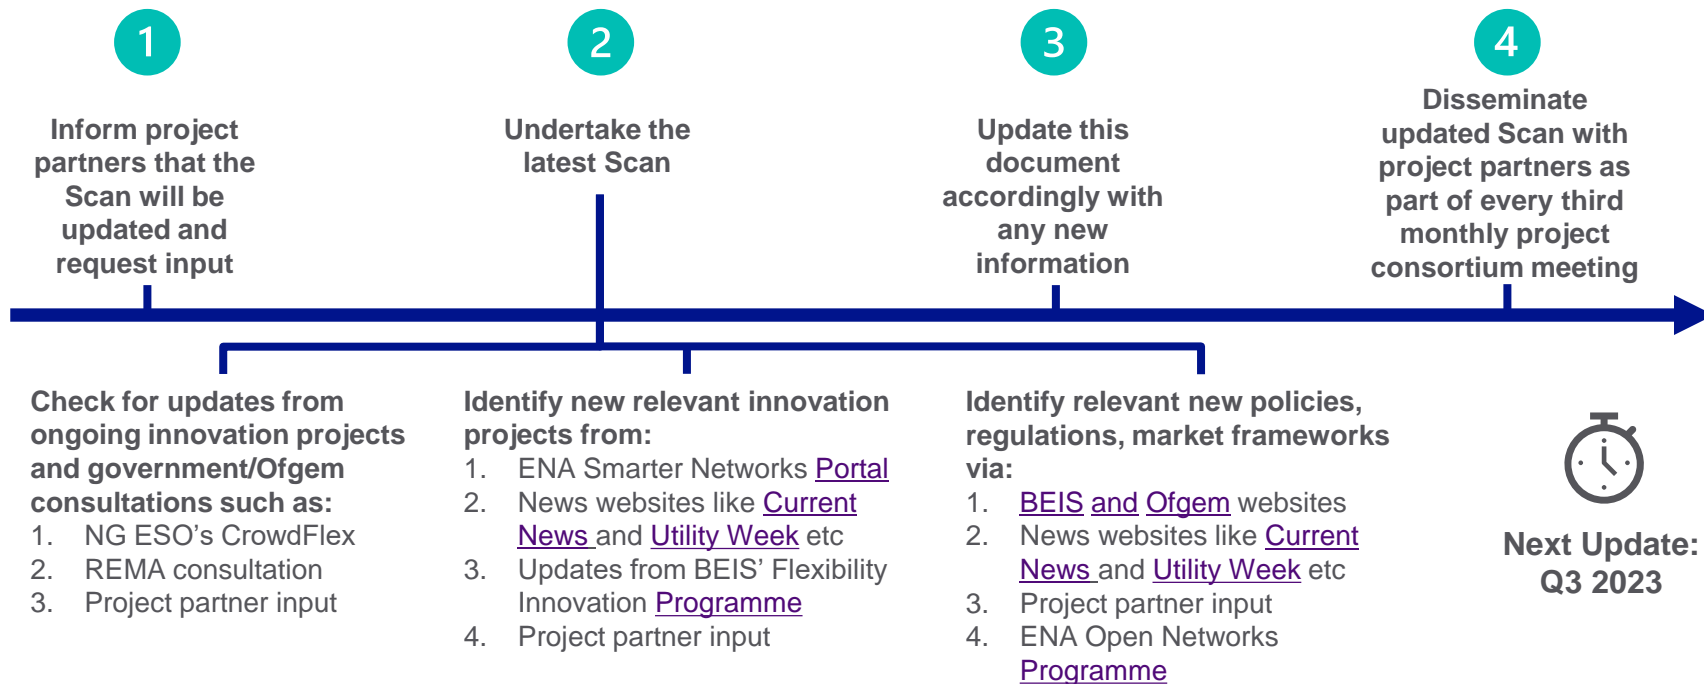 1
Inform project
partners that the
Scan will be
updated and
request input
2
Undertake the
latest Scan
3
Update this
document
accordingly with
any new
information
4
Disseminate
updated Scan with
project partners as
part of every third
monthly project
consortium meeting
Check for updates from
ongoing innovation projects
and government/Ofgem
consultations such as:
1. NG ESO's CrowdFlex
2. REMA consultation
3. Project partner input
Identify new relevant innovation
projects from:
1. ENA Smarter Networks Portal
2. News websites like Current
News and Utility Week etc
3. Updates from BEIS' Flexibility
Innovation Programme
4. Project partner input
Identify relevant new policies,
regulations, market frameworks
via:
1. BEIS and Ofgem websites
2. News websites like Current
News and Utility Week etc
3. Project partner input
4. ENA Open Networks
Programme
Next Update:
Q3 2023